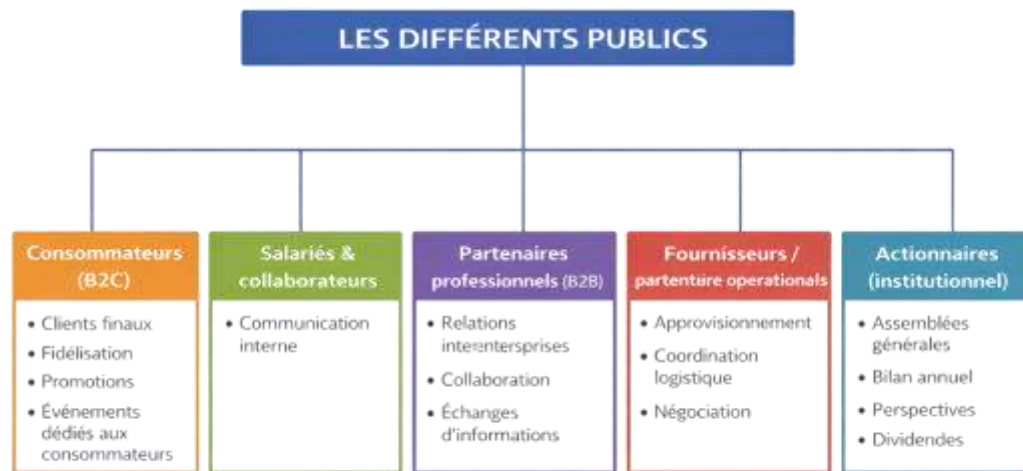 LES DIFFÉRENTS PUBLICS
Consommateurs
(B2C)
• Clients finaux
• Fidélisation
• Promotions
• Événements
dédiés aux
consommateurs
Salariés &
collaborateurs
• Communication
interne
Partenaires
professionnels (B2B)
• Relations
interentersprises
• Collaboration
• Échanges
d'informations
Fournisseurs /
partentiire operationals
• Approvisionnement
• Coordination
logistique
• Négociation
Actionnaires
(institutionnel)
• Assemblées
générales
• Bilan annuel
• Perspectives
• Dividendes